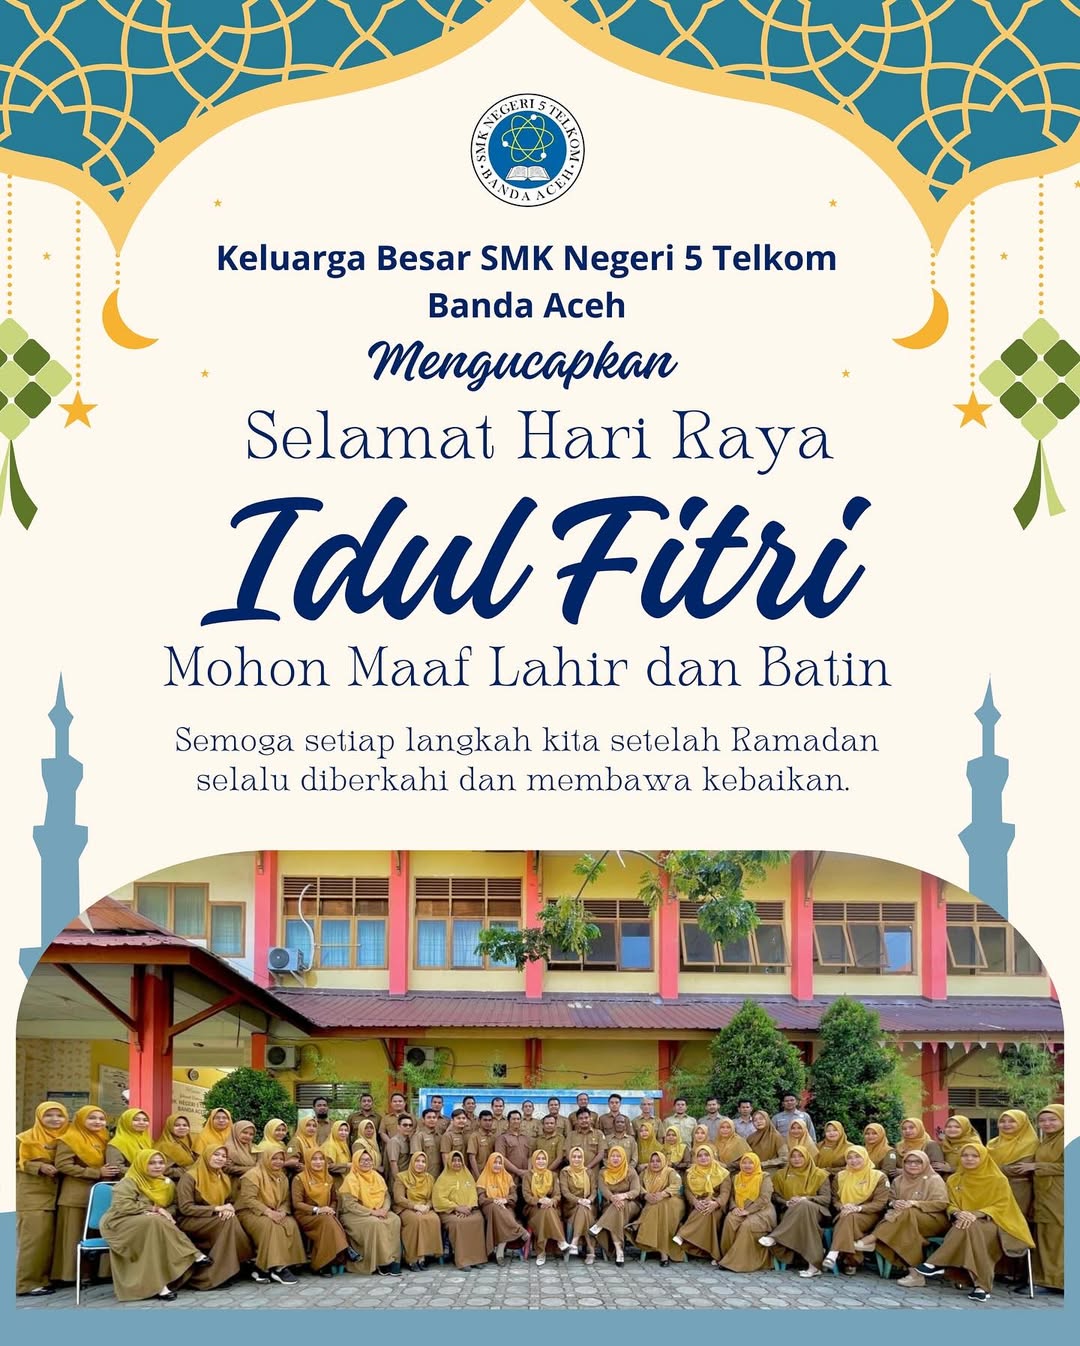 SMK NEGERI 5 TELKOM
BANDA ACEH
Keluarga Besar SMK Negeri 5 Telkom
Banda Aceh
Mengucapkan
Selamat Hari Raya
Idul Fitri
Mohon Maaf Lahir dan Batin
Semoga setiap langkah kita setelah Ramadan
selalu diberkahi dan membawa kebaikan.